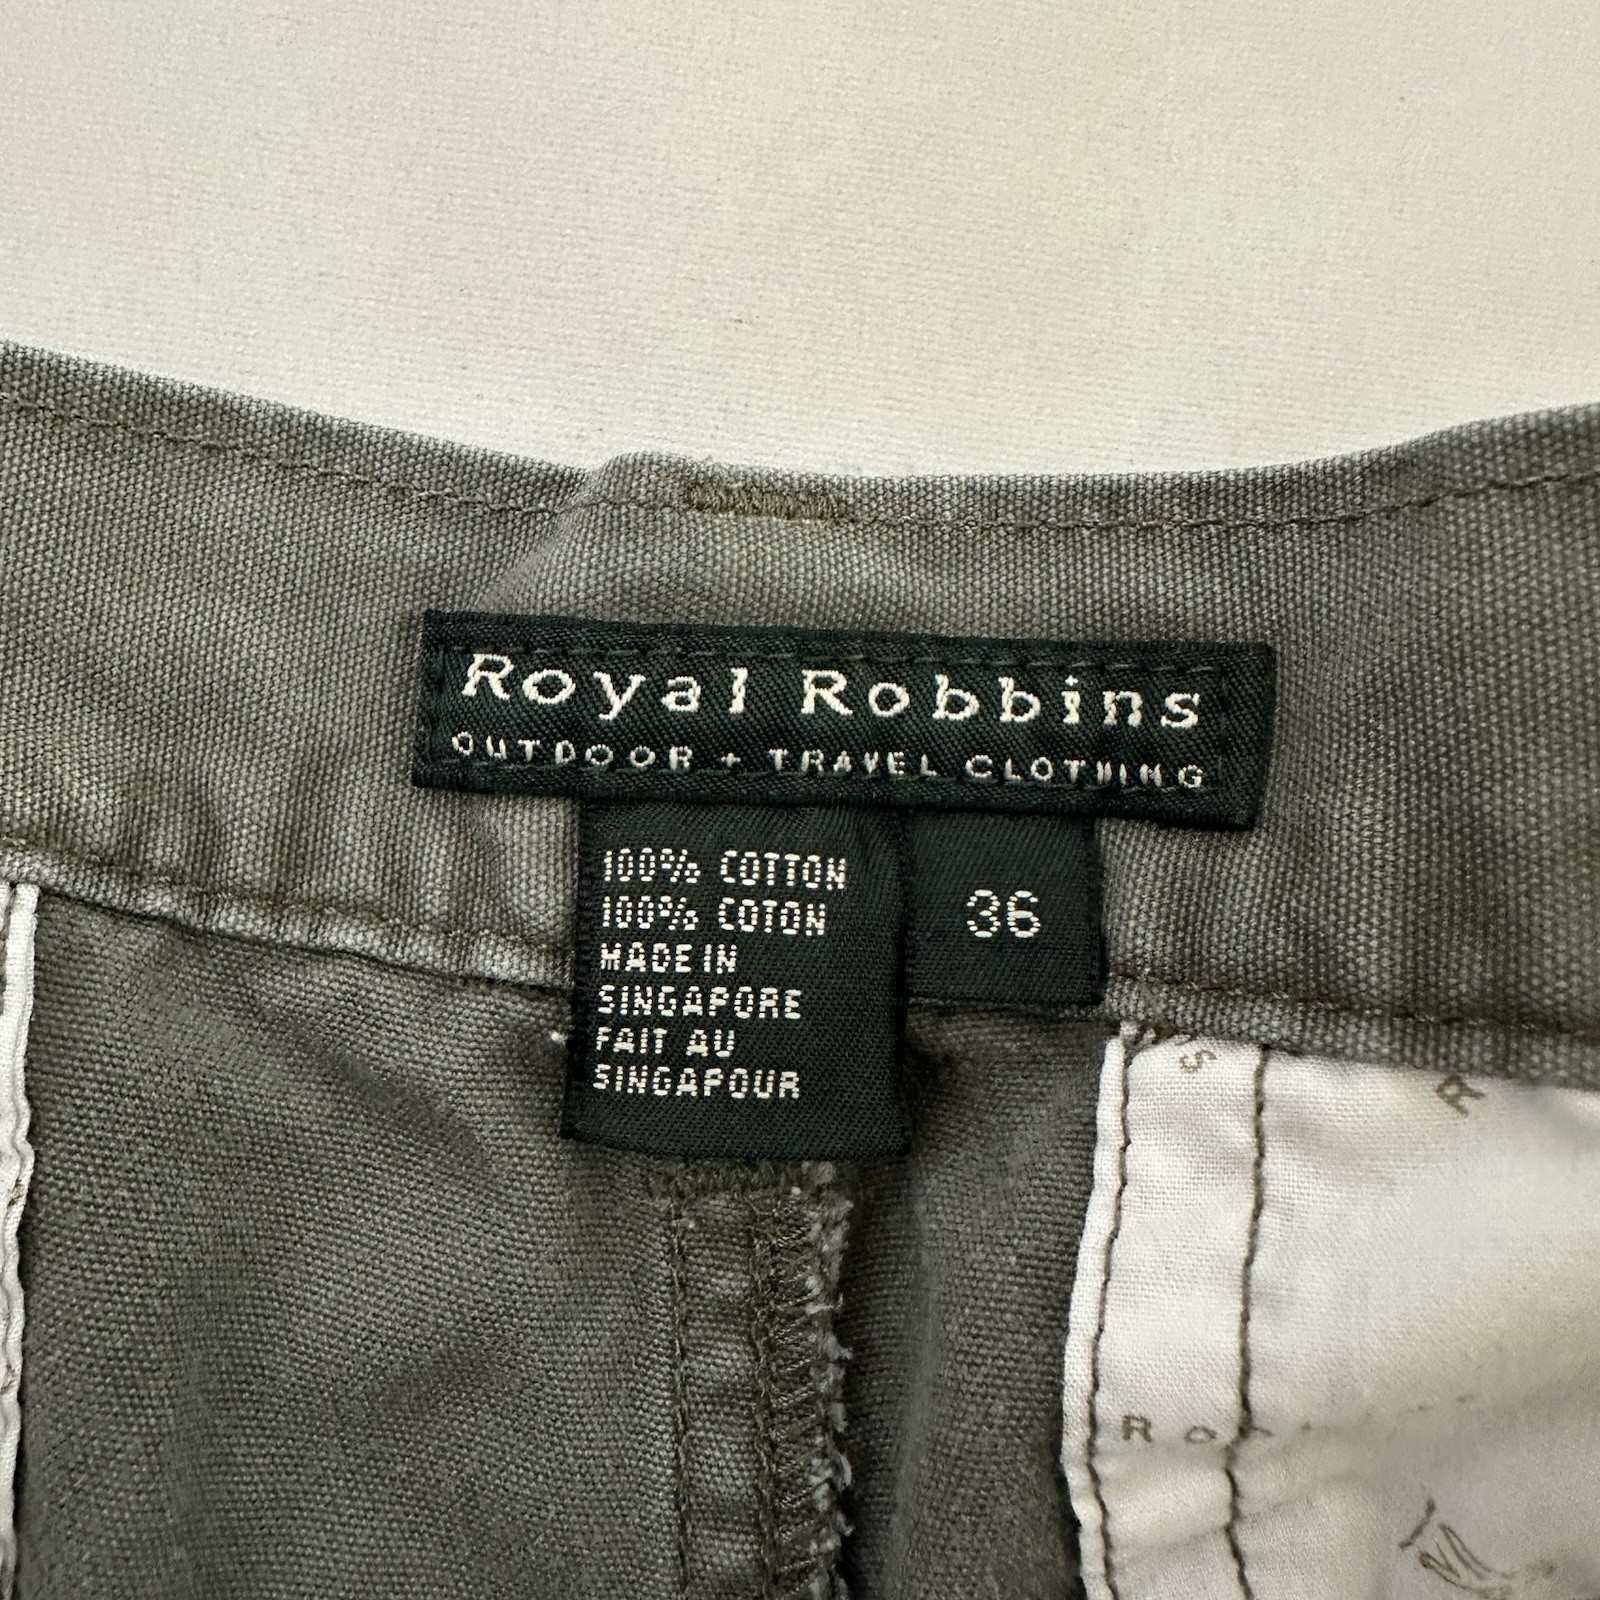 Royal Robbins
OUTDOOR + TRAVEL CLOTHING
100% COTTON
100% COTON
MADE IN
SINGAPORE
FAIT AU
SINGAPOUR
36
S
R